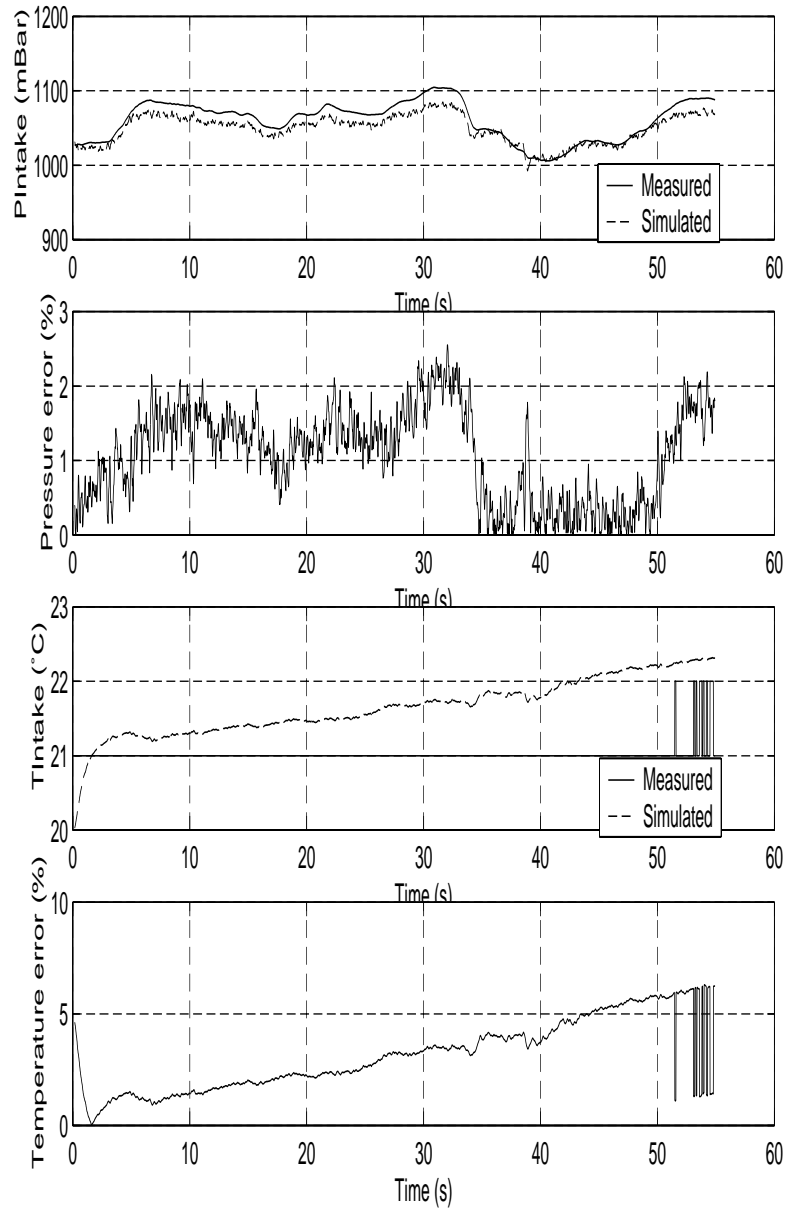 PIntake (mBar)
1200
1100
1000
900
0 10 20 30 40 50 60
Time (s)
Measured
Simulated
Pressure error (%)
3
2
1
0
0 10 20 30 40 50 60
Time (s)
TIntake (°C)
23
22
21
20
0 10 20 30 40 50 60
Time (s)
Measured
Simulated
Temperature error (%)
10
5
0
0 10 20 30 40 50 60
Time (s)